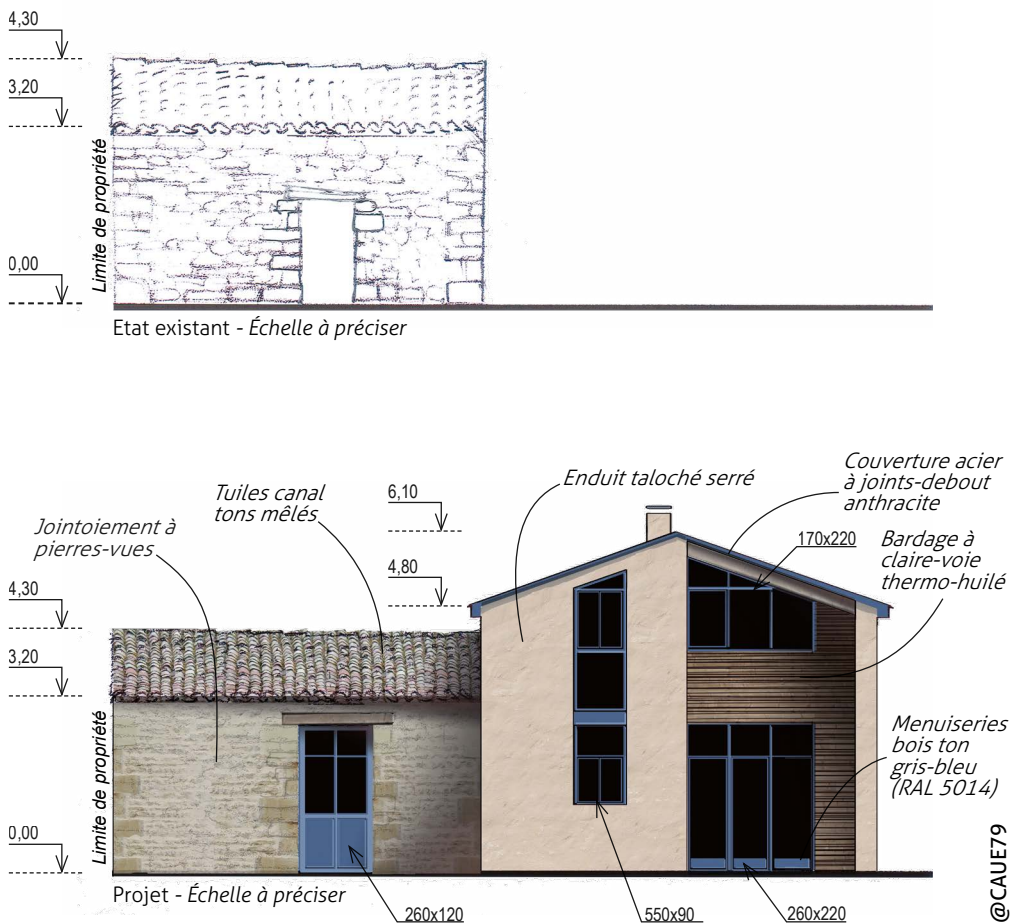 4,30
3,20
Limite de propriété
0,00
Etat existant - Échelle à préciser
Couverture acier
à joints-debout
anthracite
Enduit taloché serré
Tuiles canal
tons mêlés
6,10
Jointoiement à
pierres-vues
170x220
Bardage à
claire-voie
thermo-huilé
4,80
4,30
3,20
Limite de propriété
Menuiseries
bois ton
gris-bleu
(RAL 5014)
0,00
Projet - Échelle à préciser
260x120
550x90
260x220
@CAUE79